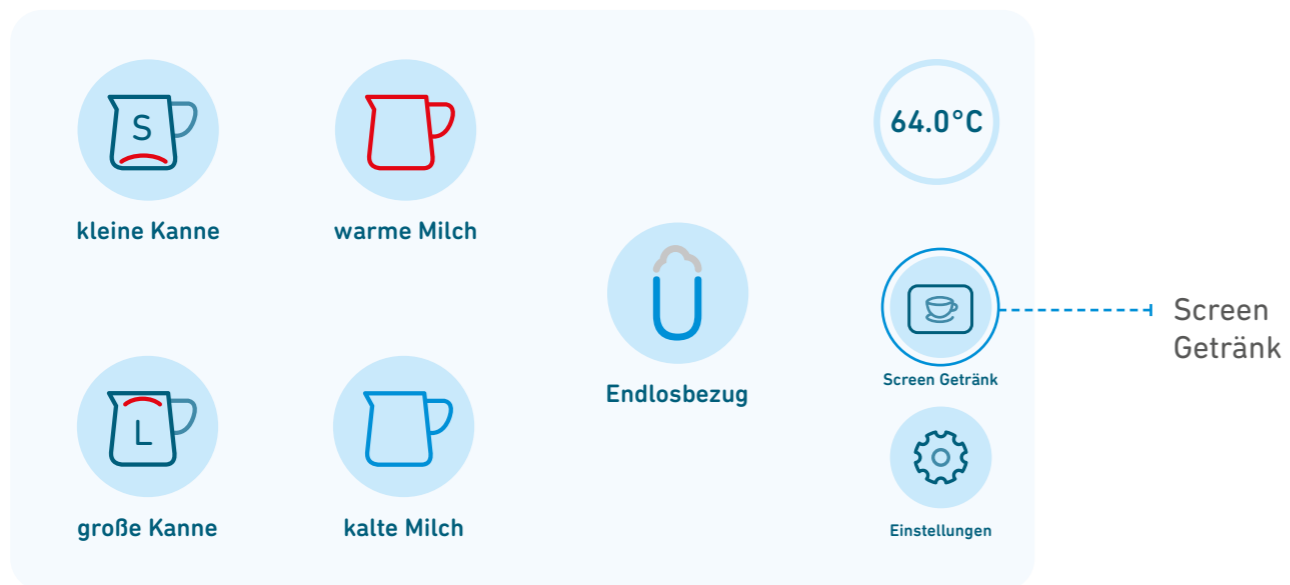 S
kleine Kanne
warme Milch
64.0°C
Endlosbezug
Screen Getränk
Screen
Getränk
L
große Kanne
kalte Milch
Einstellungen